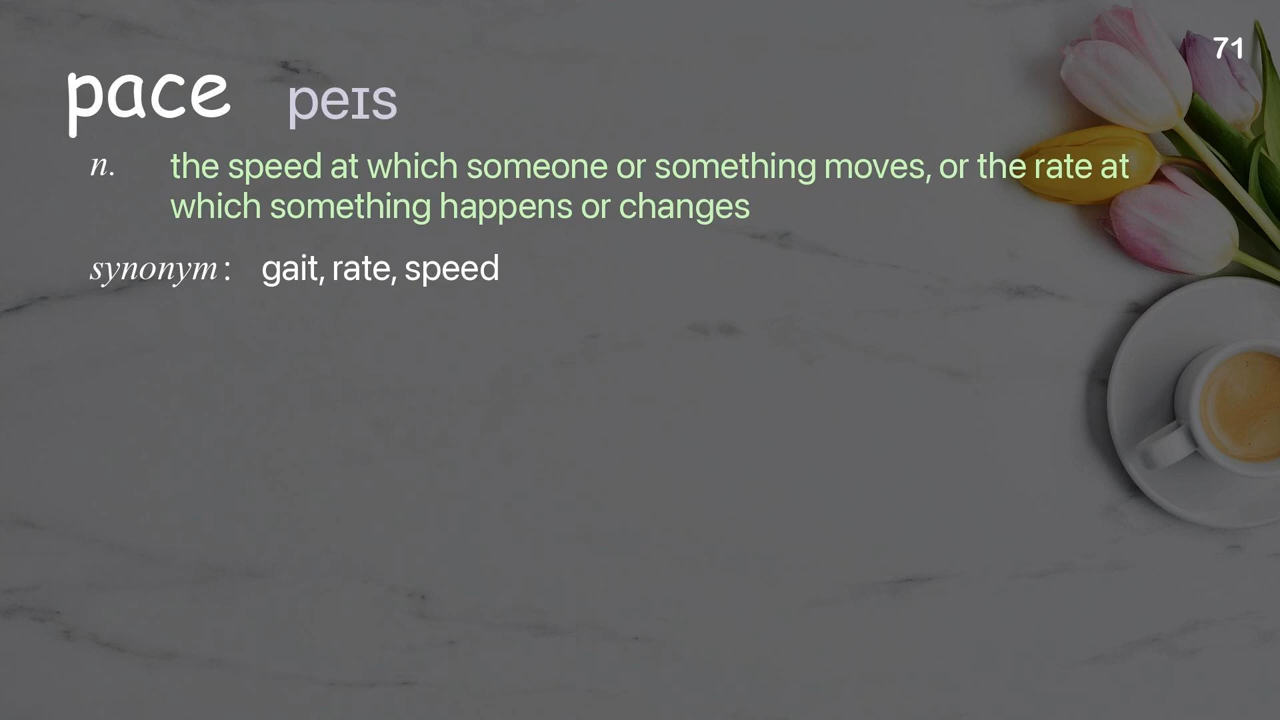 71
pace peɪs
n. the speed at which someone or something moves, or the rate at
which something happens or changes
synonym : gait, rate, speed